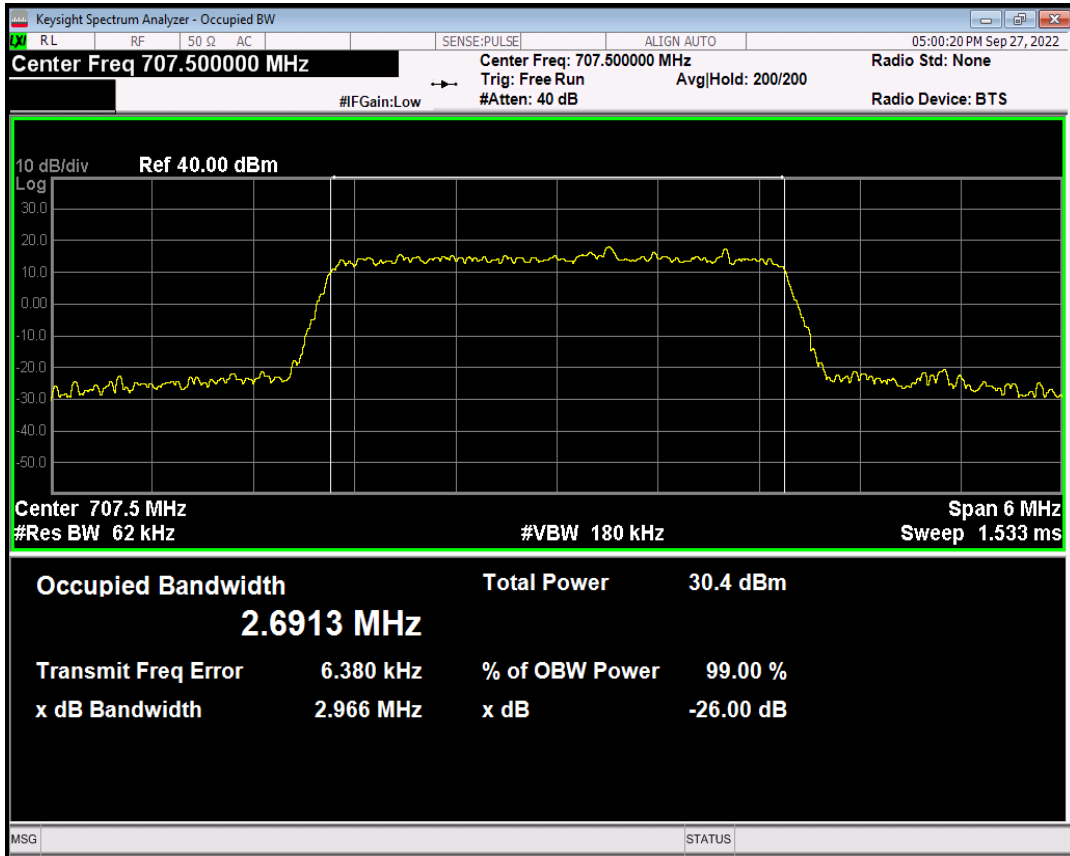 Keysight Spectrum Analyzer - Occupied BW
LXI RL RF 50 Ω AC SENSE:PULSE ALIGN AUTO 05:00:20 PM Sep 27, 2022
Center Freq 707.500000 MHz Center Freq: 707.500000 MHz Radio Std: None
Trig: Free Run Avg|Hold: 200/200
#IFGain:Low #Atten: 40 dB Radio Device: BTS
10 dB/div Ref 40.00 dBm
Log
30.0
20.0
10.0
0.00
-10.0
-20.0
-30.0
-40.0
-50.0
Center 707.5 MHz Span 6 MHz
#Res BW 62 kHz #VBW 180 kHz Sweep 1.533 ms
Occupied Bandwidth Total Power 30.4 dBm
2.6913 MHz
Transmit Freq Error 6.380 kHz % of OBW Power 99.00 %
x dB Bandwidth 2.966 MHz x dB -26.00 dB
MSG STATUS